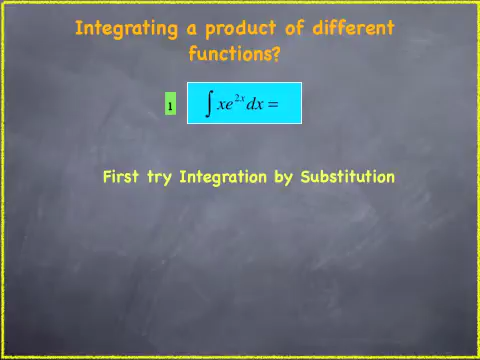 Integrating a product of different
functions?
1
∫ xe^{2x} dx =
First try Integration by Substitution